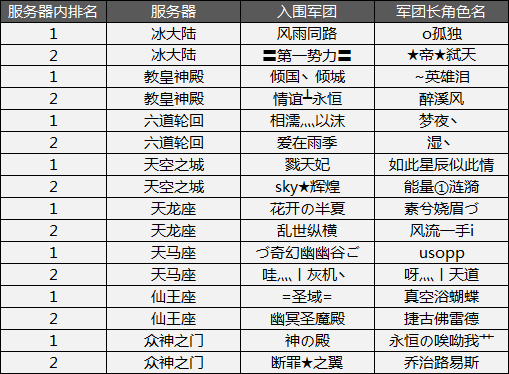 服务器内排名 服务器 入围军团 军团长角色名
1 冰大陆 风雨同路 o孤独
2 冰大陆 〓第一势力〓 ★帝★弑天
1 教皇神殿 倾国丶倾城 ~英雄泪
2 教皇神殿 情谊┻永恒 醉溪风
1 六道轮回 相濡灬以沫 梦夜丶
2 六道轮回 爱在雨季 湿丶
1 天空之城 戮天妃 如此星辰似此情
2 天空之城 sky★辉煌 能量①涟漪
1 天龙座 花开の半夏 素兮娆眉づ
2 天龙座 乱世纵横 风流一手i
1 天马座 づ奇幻幽幽谷ご usopp
2 天马座 哇灬丨灰机丶 呀灬丨天道
1 仙王座 =圣域= 真空浴蝴蝶
2 仙王座 幽冥圣魔殿 捷古佛雷德
1 众神之门 神の殿 永恒の唉呦我艹
2 众神之门 断罪★之翼 乔治路易斯